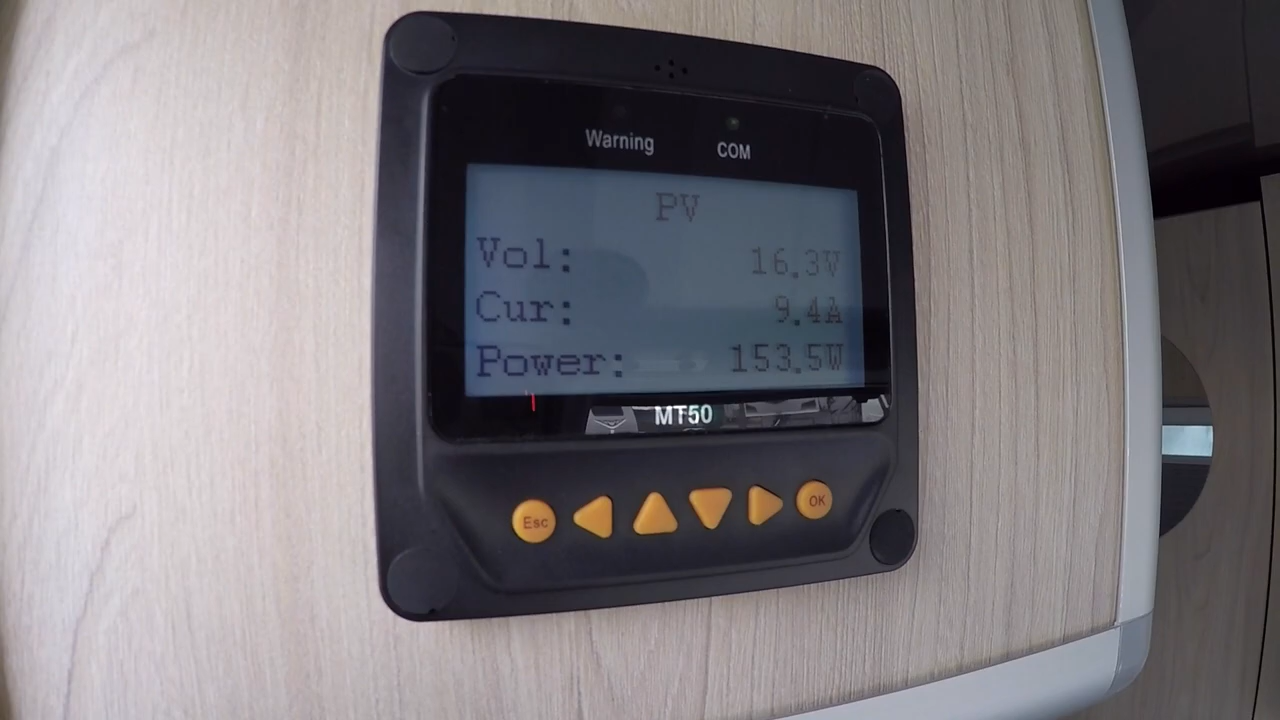 Warning COM
PV
Vol: 16.3V
Cur: 9.4A
Power: 153.5W
MT50
Esc OK